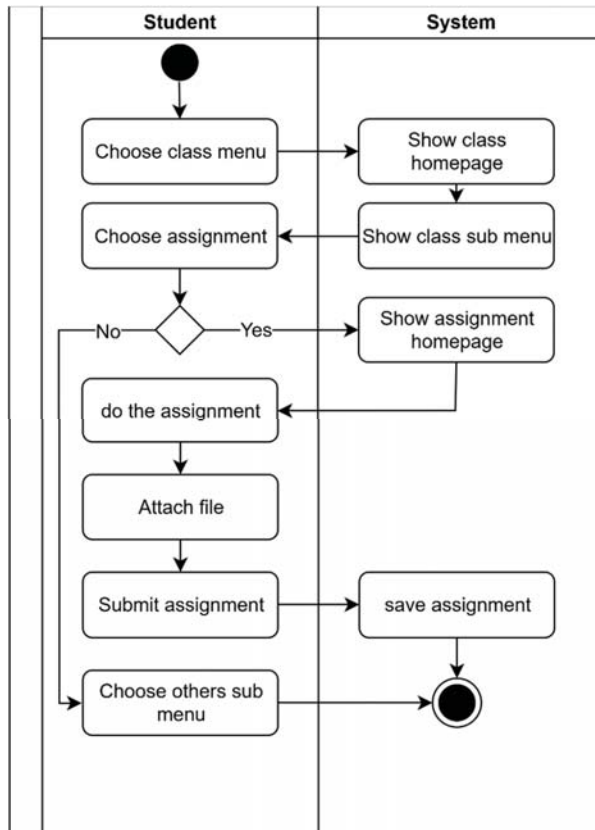 Student
System
Choose class menu
Show class
homepage
Choose assignment
Show class sub menu
No
Yes
Show assignment
homepage
do the assignment
Attach file
Submit assignment
save assignment
Choose others sub
menu